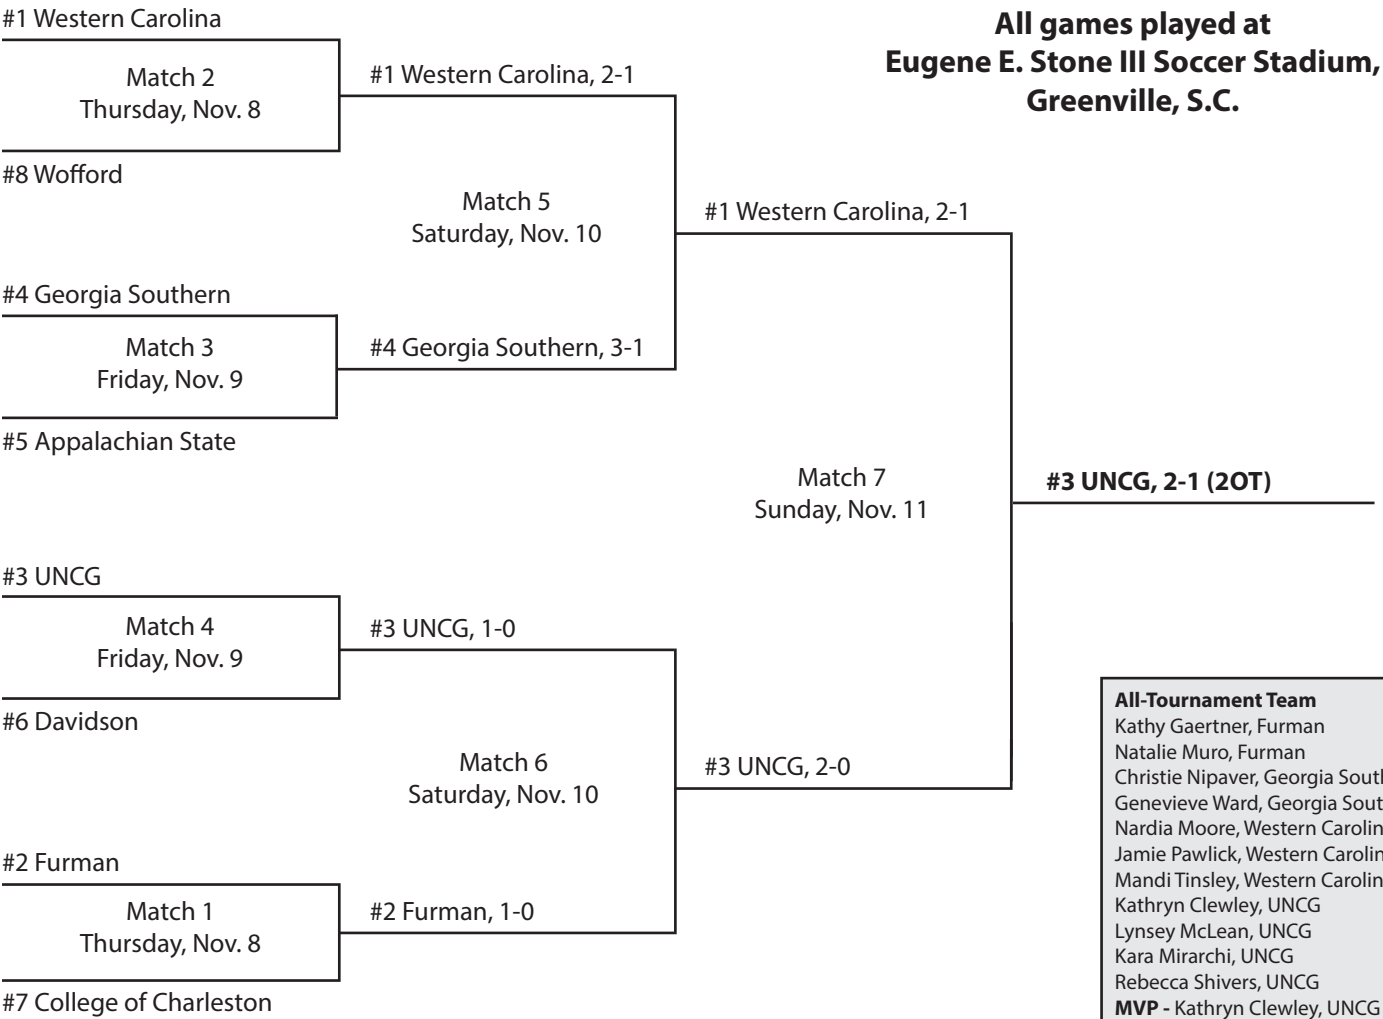 #1 Western Carolina
All games played at
Eugene E. Stone III Soccer Stadium,
Greenville, S.C.
Match 2
Thursday, Nov. 8
#1 Western Carolina, 2-1
#8 Wofford
Match 5
Saturday, Nov. 10
#1 Western Carolina, 2-1
#4 Georgia Southern
Match 3
Friday, Nov. 9
#4 Georgia Southern, 3-1
#5 Appalachian State
Match 7
Sunday, Nov. 11
#3 UNCG, 2-1 (2OT)
#3 UNCG
Match 4
Friday, Nov. 9
#3 UNCG, 1-0
#6 Davidson
Match 6
Saturday, Nov. 10
#3 UNCG, 2-0
#2 Furman
Match 1
Thursday, Nov. 8
#2 Furman, 1-0
#7 College of Charleston
All-Tournament Team
Kathy Gaertner, Furman
Natalie Muro, Furman
Christie Nipaver, Georgia
Genevieve Ward, Georgia
Nardia Moore, Western
Jamie Pawlick, Western
Mandi Tinsley, Western
Kathryn Clewley, UNCG
Lynsey McLean, UNCG
Kara Mirarchi, UNCG
Rebecca Shivers, UNCG
MVP - Kathryn Clewley, UNCG